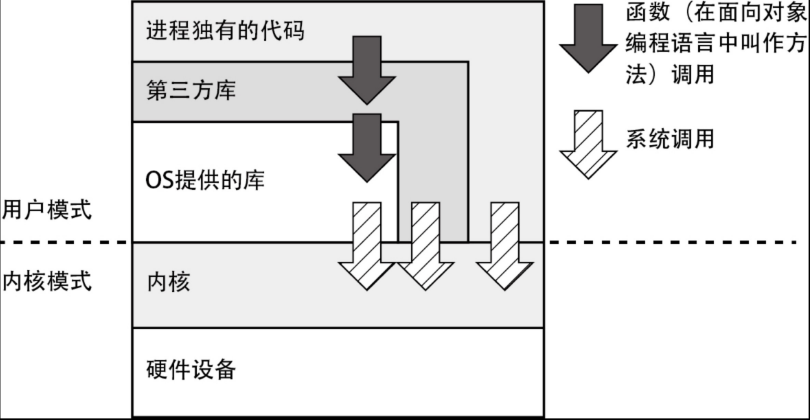 进程独有的代码
第三方库
OS提供的库
用户模式
内核模式
内核
硬件设备
函数（在面向对象
编程语言中叫作方
法）调用
系统调用